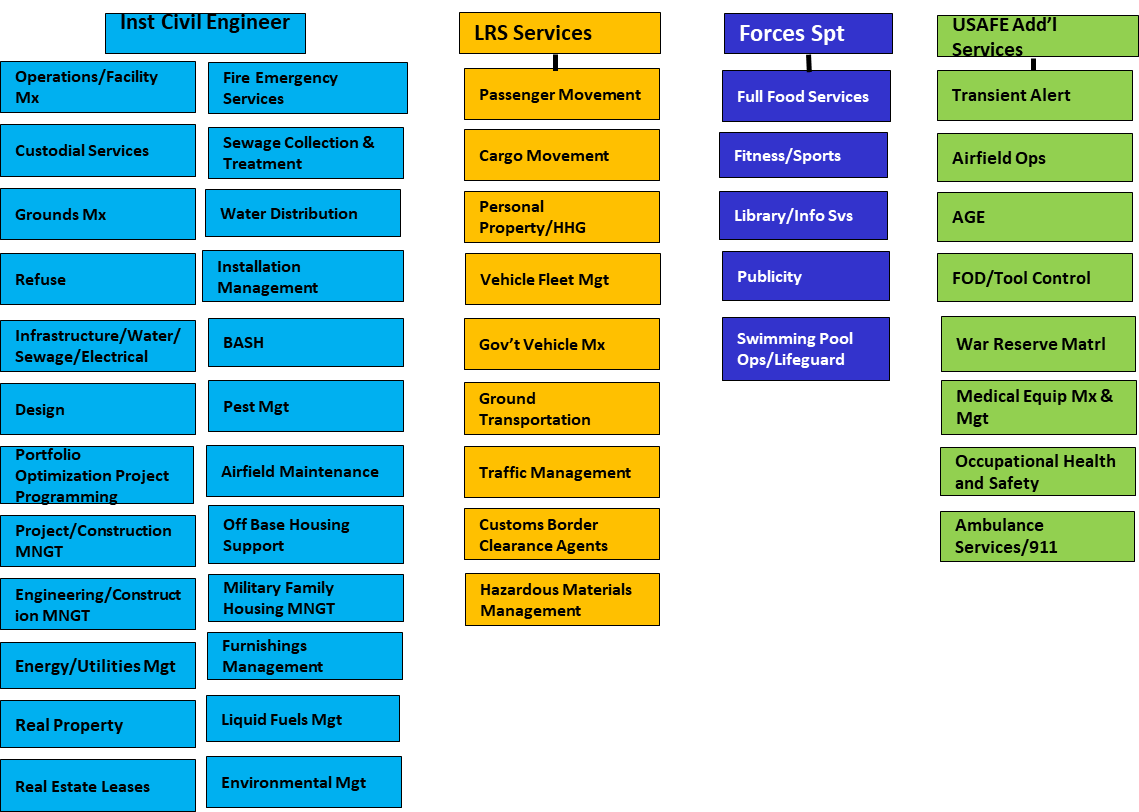 Inst Civil Engineer
Operations/Facility
Mx
Custodial Services
Grounds Mx
Refuse
Infrastructure/Water/
Sewage/Electrical
Design
Portfolio
Optimization Project
Programming
Project/Construction
MNGT
Engineering/Construct
ion MNGT
Energy/Utilities Mgt
Real Property
Real Estate Leases
Fire Emergency
Services
Sewage Collection &
Treatment
Water Distribution
Installation
Management
BASH
Pest Mgt
Airfield Maintenance
Off Base Housing
Support
Military Family
Housing MNGT
Furnishings
Management
Liquid Fuels Mgt
Environmental Mgt
LRS Services
Passenger Movement
Cargo Movement
Personal
Property/HHG
Vehicle Fleet Mgt
Gov’t Vehicle Mx
Ground
Transportation
Traffic Management
Customs Border
Clearance Agents
Hazardous Materials
Management
Forces Spt
Full Food Services
Fitness/Sports
Library/Info Svs
Publicity
Swimming Pool
Ops/Lifeguard
USAFE Add’l
Services
Transient Alert
Airfield Ops
AGE
FOD/Tool Control
War Reserve Matrl
Medical Equip Mx &
Mgt
Occupational Health
and Safety
Ambulance
Services/911